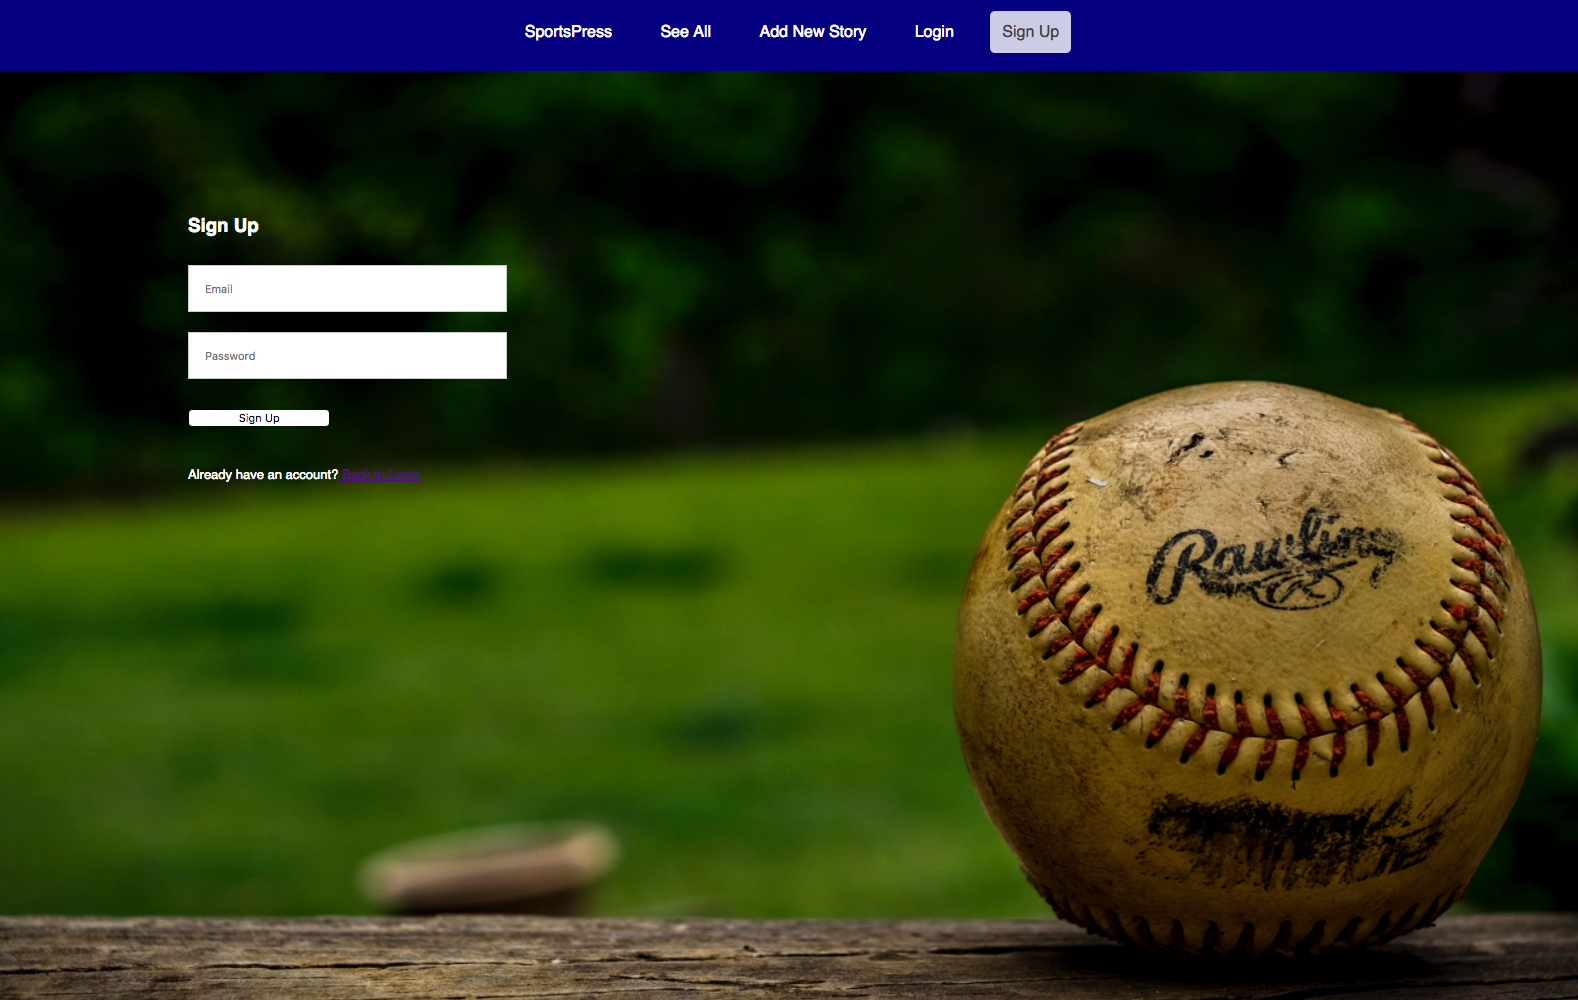 SportsPress See All Add New Story Login Sign Up
Sign Up
Email
Password
Sign Up
Already have an account? Back to Login
Rawlings